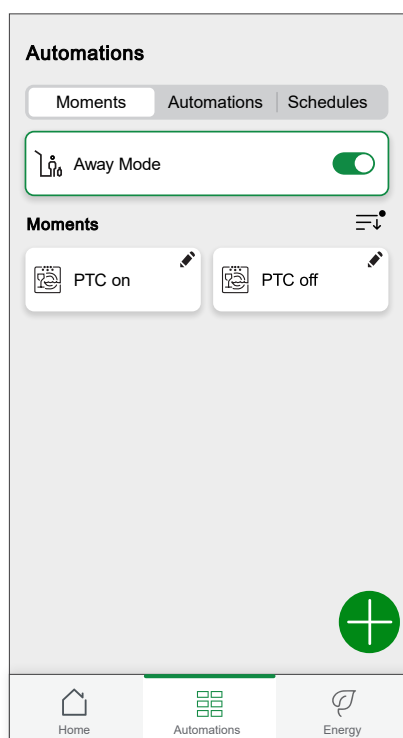 Automations
Moments Automations Schedules
Away Mode
Moments
PTC on PTC off
Home Automations Energy